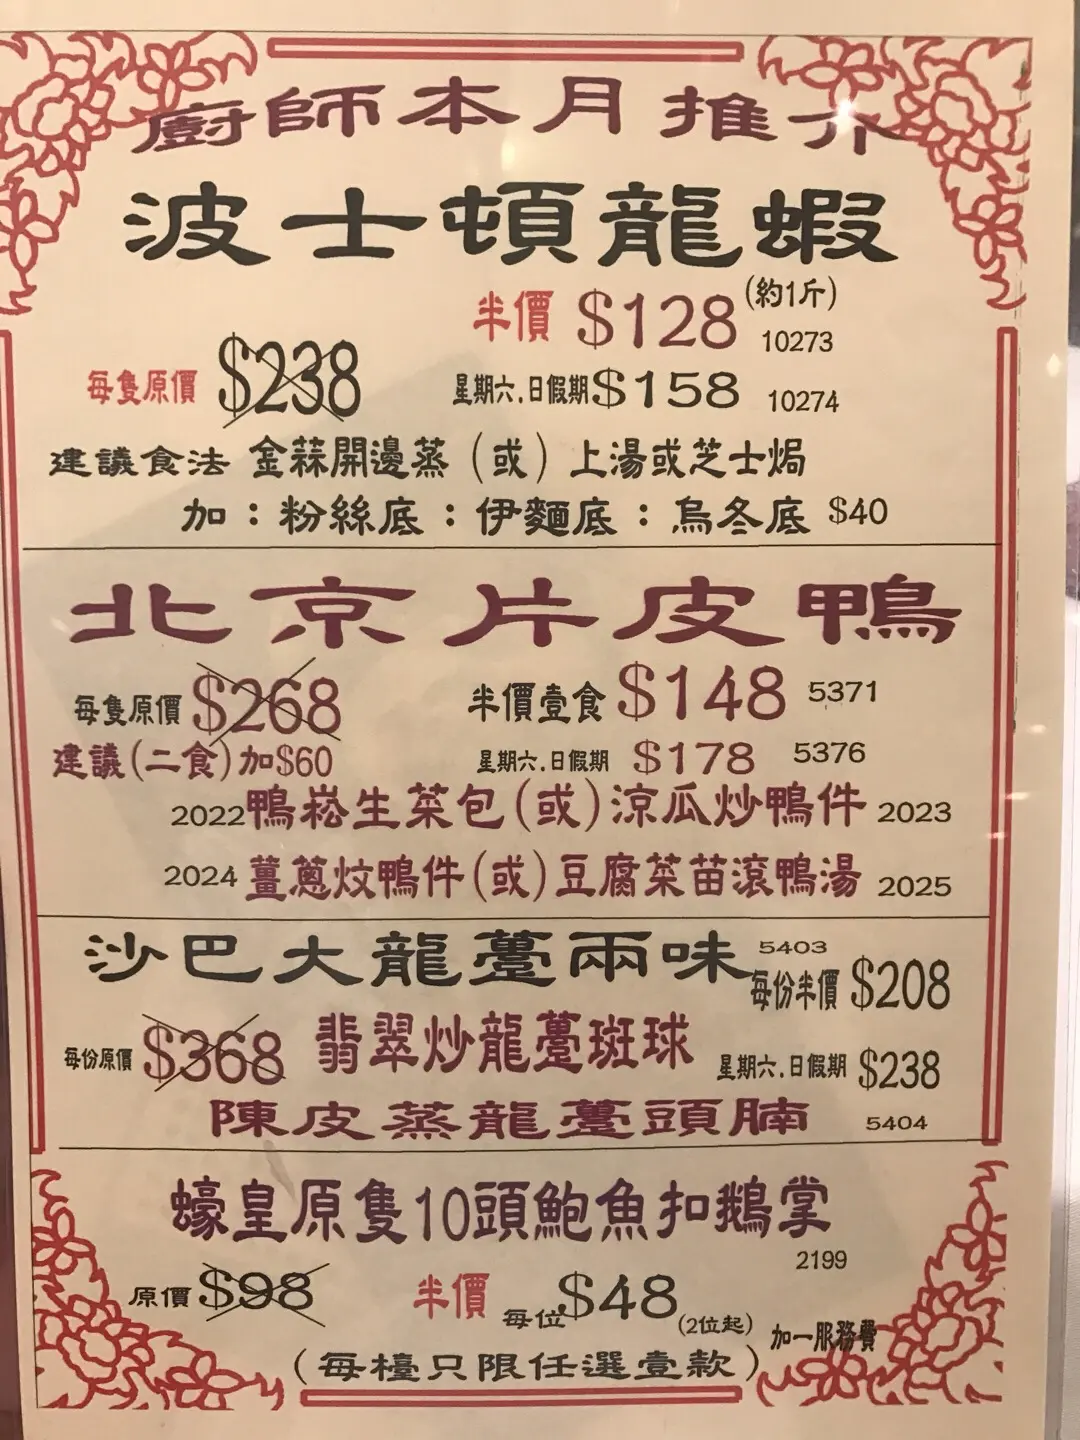 廚師本月推介
波士頓龍蝦
半價 $128 (約1斤) 10273
每隻原價 $238 星期六.日假期 $158 10274
建議食法 金蒜開邊蒸 (或) 上湯或芝士焗
加：粉絲底：伊麵底：烏冬底 $40
北京片皮鴨
每隻原價 $268 半價壹食 $148 5371
建議(二食)加$60 星期六.日假期 $178 5376
2022 鴨崧生菜包(或)涼瓜炒鴨件 2023
2024 薑蔥炆鴨件(或)豆腐菜苗滾鴨湯 2025
沙巴大龍躉兩味 5403
每份半價 $208
每份原價 $368 翡翠炒龍躉斑球 星期六.日假期 $238
陳皮蒸龍躉頭腩 5404
蠔皇原隻10頭鮑魚扣鵝掌
2199
原價 $98 半價 每位 $48 (2位起) 加一服務費
(每檯只限任選壹款)